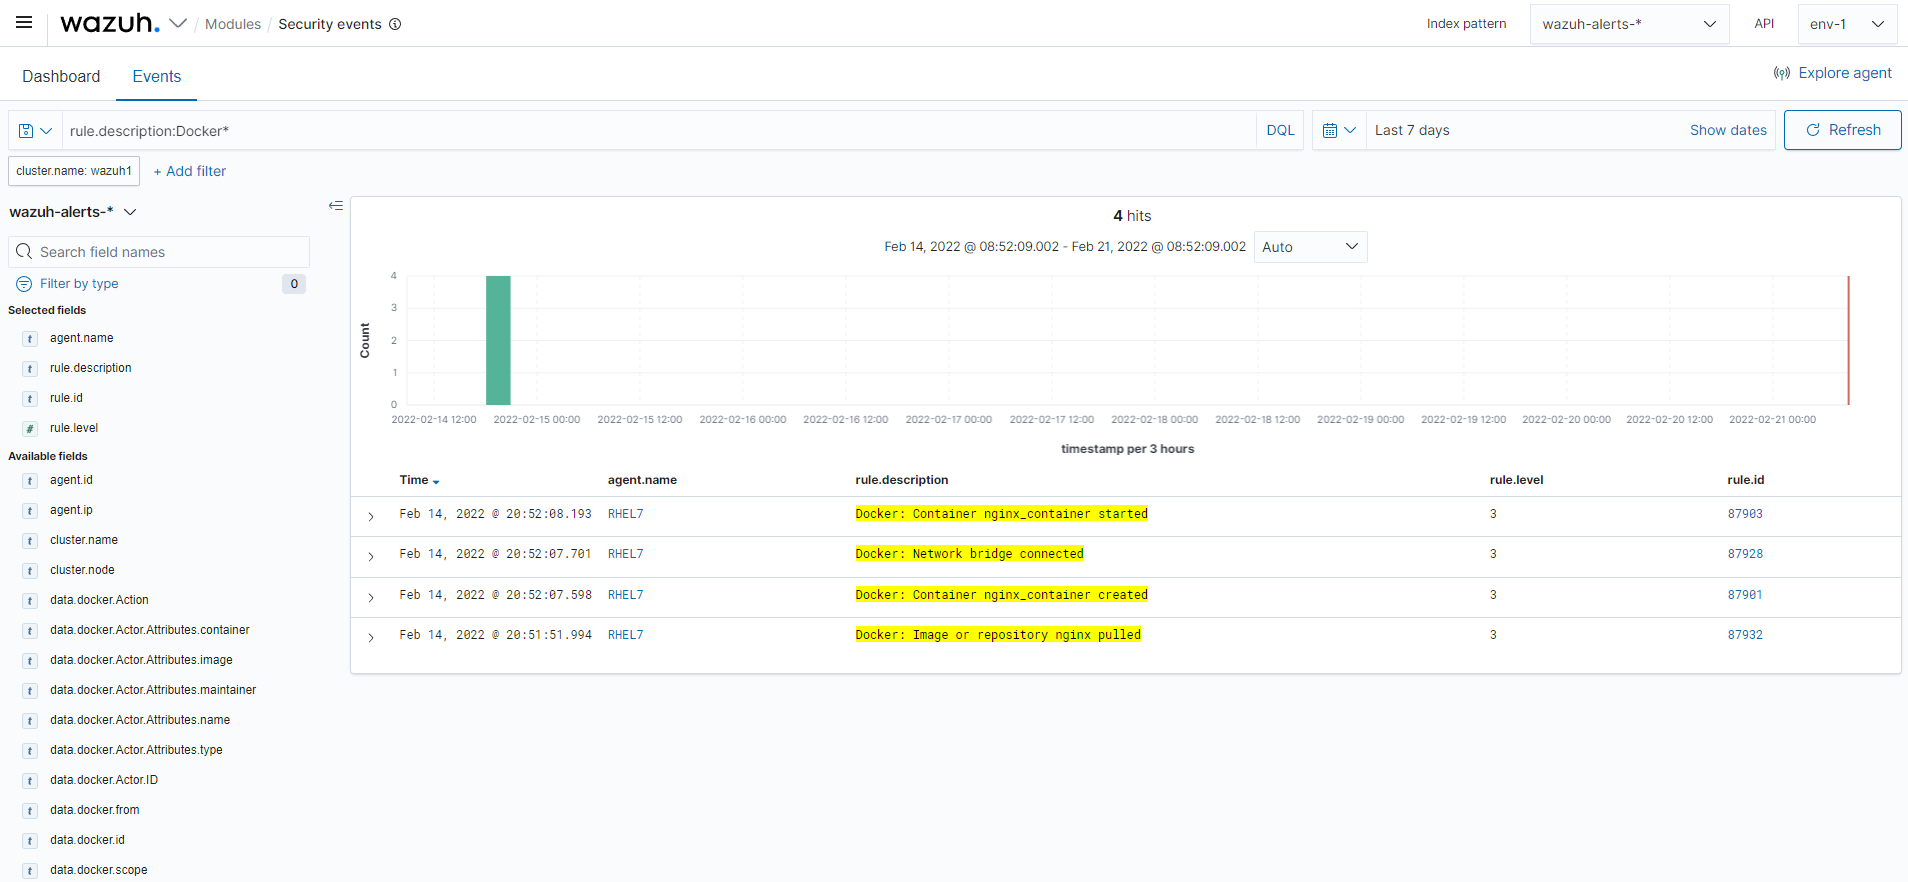 wazuh. / Modules / Security events
Index pattern wazuh-alerts-* API env-1
Dashboard Events
Explore agent
rule.description:Docker* DQL Last 7 days Show dates Refresh
cluster.name: wazuh1 + Add filter
wazuh-alerts-*
Search field names
Filter by type 0
Selected fields
t agent.name
t rule.description
t rule.id
# rule.level
Available fields
t agent.id
t agent.ip
t cluster.name
t cluster.node
t data.docker.Action
t data.docker.Actor.Attributes.container
t data.docker.Actor.Attributes.image
t data.docker.Actor.Attributes.maintainer
t data.docker.Actor.Attributes.name
t data.docker.Actor.Attributes.type
t data.docker.Actor.ID
t data.docker.from
t data.docker.id
t data.docker.scope
4 hits
Feb 14, 2022 @ 08:52:09.002 - Feb 21, 2022 @ 08:52:09.002 Auto
Count
4
3
2
1
0
2022-02-14 12:00 2022-02-15 00:00 2022-02-15 12:00 2022-02-16 00:00 2022-02-16 12:00 2022-02-17 00:00 2022-02-17 12:00 2022-02-18 00:00 2022-02-18 12:00 2022-02-19 00:00 2022-02-19 12:00 2022-02-20 00:00 2022-02-20 12:00 2022-02-21 00:00
timestamp per 3 hours
Time agent.name rule.description rule.level rule.id
Feb 14, 2022 @ 20:52:08.193 RHEL7 Docker: Container nginx_container started 3 87903
Feb 14, 2022 @ 20:52:07.701 RHEL7 Docker: Network bridge connected 3 87928
Feb 14, 2022 @ 20:52:07.598 RHEL7 Docker: Container nginx_container created 3 87901
Feb 14, 2022 @ 20:51:51.994 RHEL7 Docker: Image or repository nginx pulled 3 87932